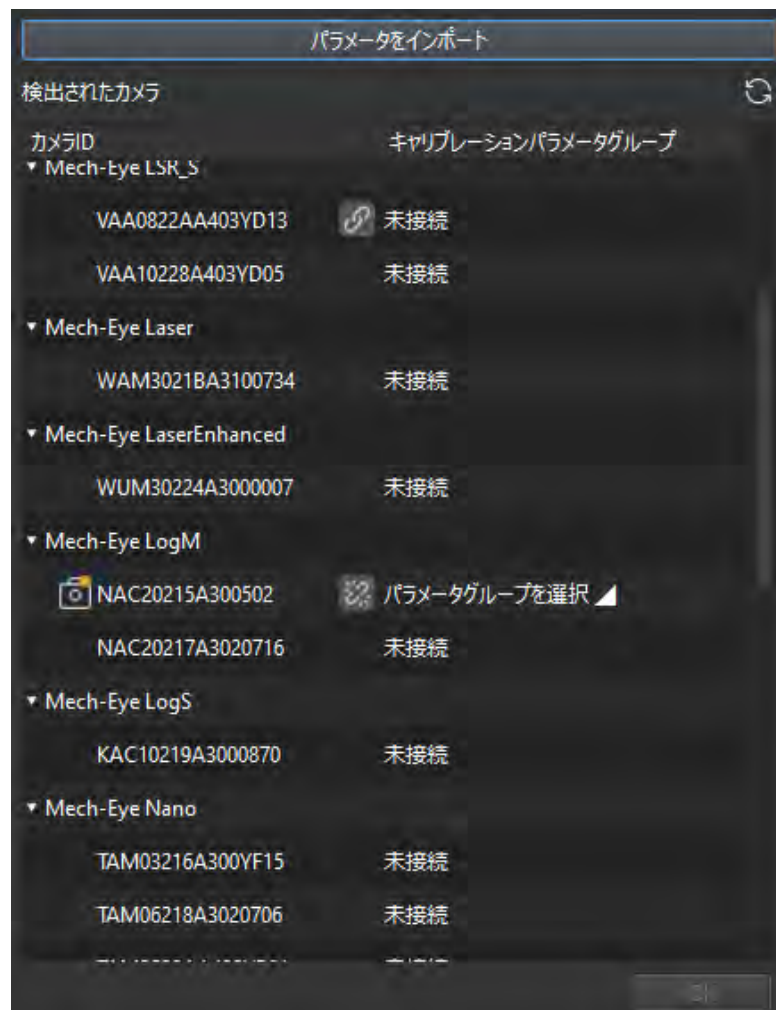 パラメータをインポート
検出されたカメラ
カメラID キャリブレーションパラメータグループ
Mech-Eye LSR_S
VAA0822AA403YD13 未接続
VAA10228A403YD05 未接続
Mech-Eye Laser
WAM3021BA3100734 未接続
Mech-Eye LaserEnhanced
WUM30224A3000007 未接続
Mech-Eye LogM
NAC20215A300502 パラメータグループを選択
NAC20217A3020716 未接続
Mech-Eye LogS
KAC10219A3000870 未接続
Mech-Eye Nano
TAM03216A300YF15 未接続
TAM06218A3020706 未接続